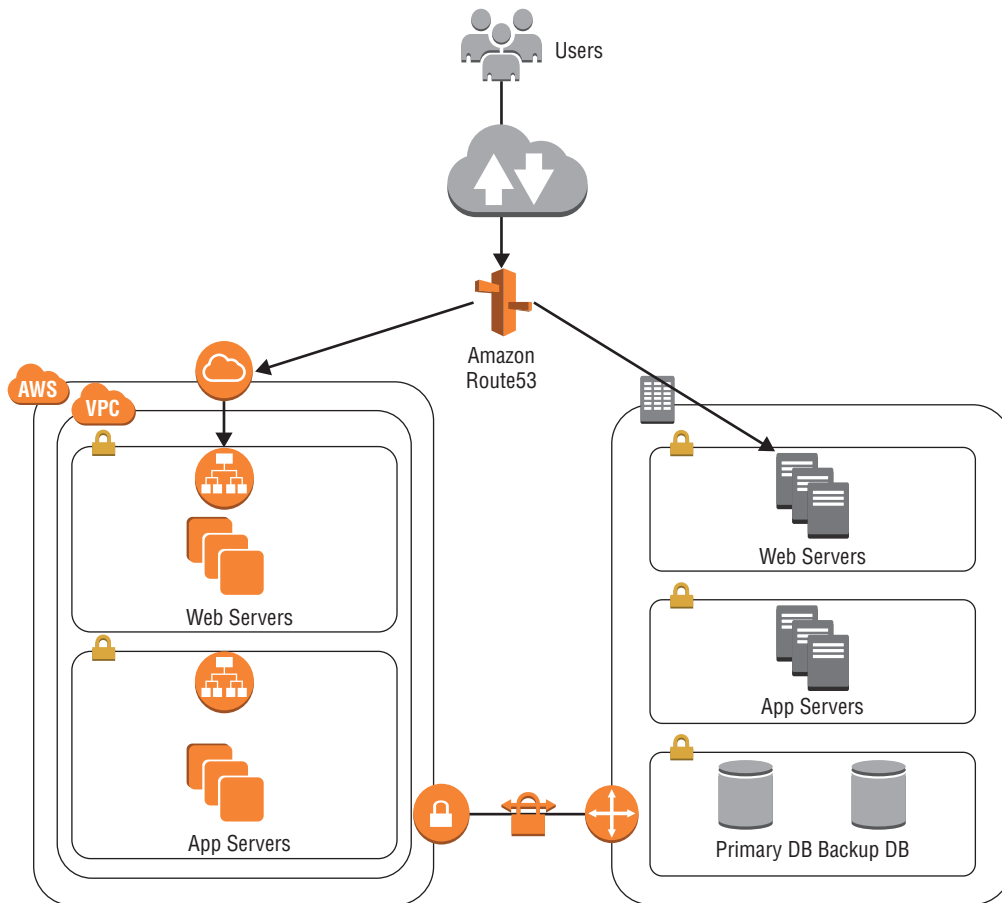 Users
Amazon
Route53
AWS
VPC
Web Servers
App Servers
Web Servers
App Servers
Primary DB Backup DB